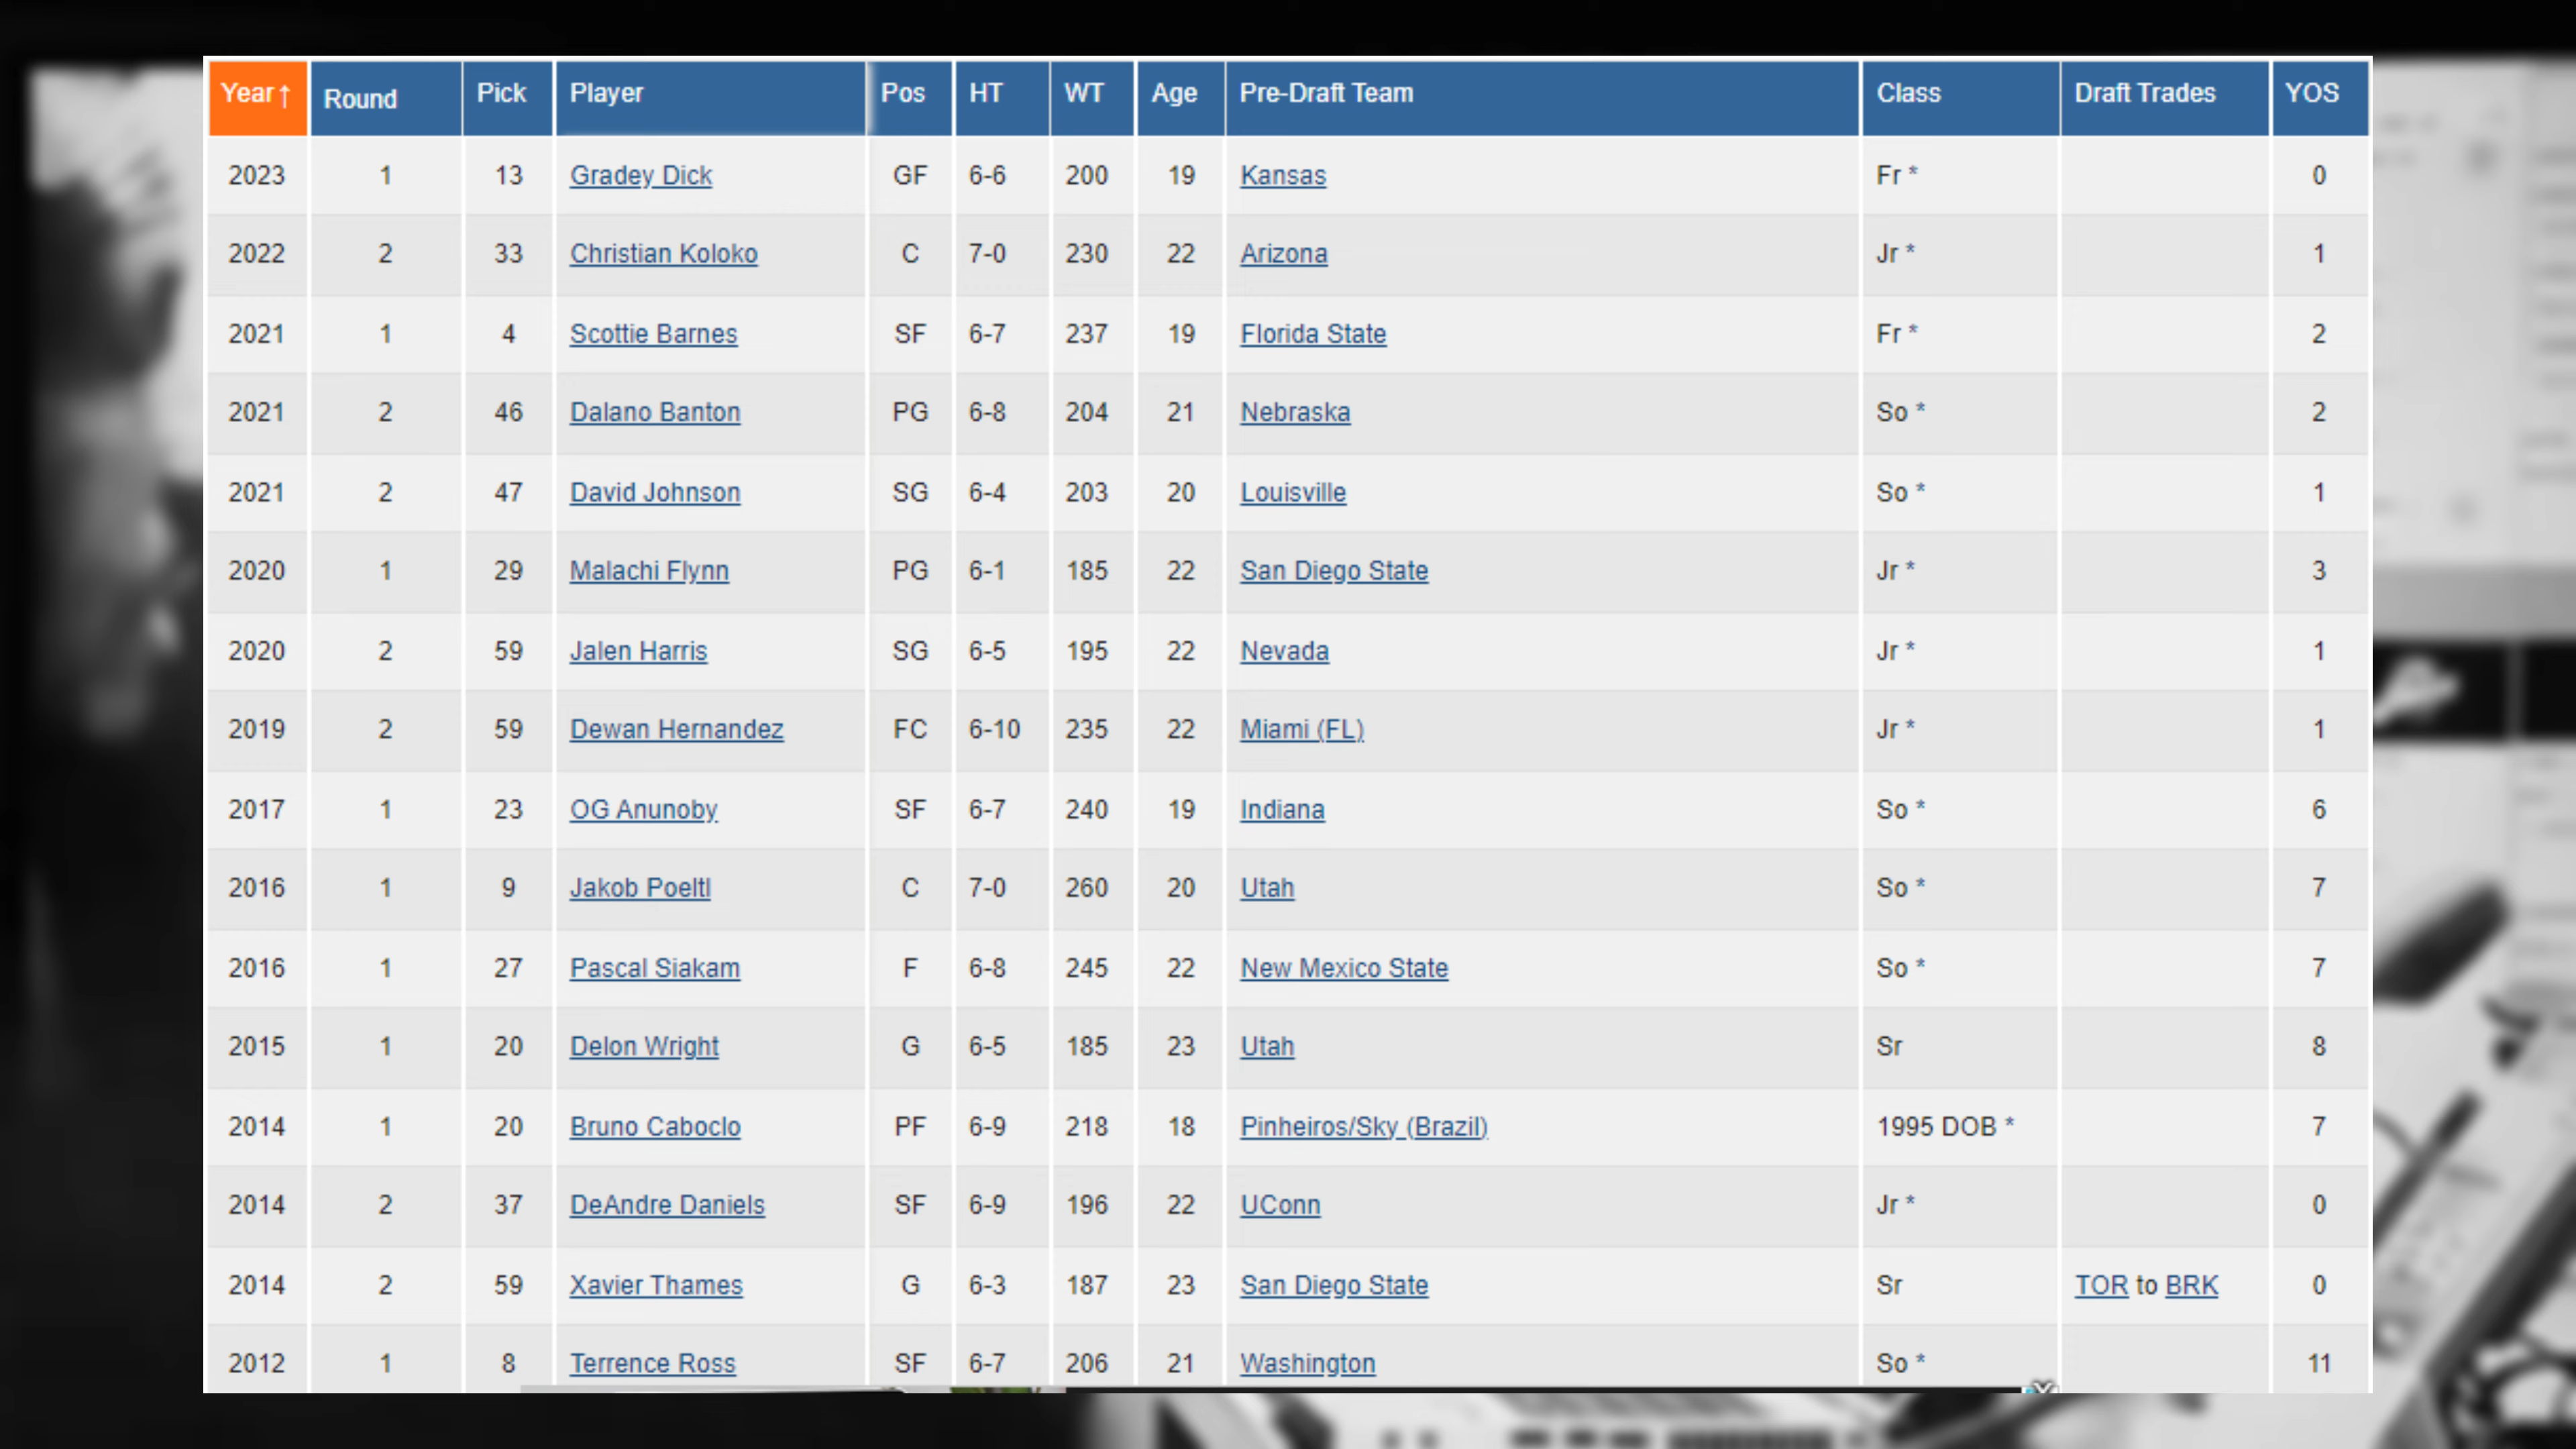 Year↑ Round Pick Player Pos HT WT Age Pre-Draft Team Class Draft Trades YOS
2023 1 13 Gradey Dick GF 6-6 200 19 Kansas Fr * 0
2022 2 33 Christian Koloko C 7-0 230 22 Arizona Jr * 1
2021 1 4 Scottie Barnes SF 6-7 237 19 Florida State Fr * 2
2021 2 46 Dalano Banton PG 6-8 204 21 Nebraska So * 2
2021 2 47 David Johnson SG 6-4 203 20 Louisville So * 1
2020 1 29 Malachi Flynn PG 6-1 185 22 San Diego State Jr * 3
2020 2 59 Jalen Harris SG 6-5 195 22 Nevada Jr * 1
2019 2 59 Dewan Hernandez FC 6-10 235 22 Miami (FL) Jr * 1
2017 1 23 OG Anunoby SF 6-7 240 19 Indiana So * 6
2016 1 9 Jakob Poeltl C 7-0 260 20 Utah So * 7
2016 1 27 Pascal Siakam F 6-8 245 22 New Mexico State So * 7
2015 1 20 Delon Wright G 6-5 185 23 Utah Sr 8
2014 1 20 Bruno Caboclo PF 6-9 218 18 Pinheiros/Sky (Brazil) 1995 DOB * 7
2014 2 37 DeAndre Daniels SF 6-9 196 22 UConn Jr * 0
2014 2 59 Xavier Thames G 6-3 187 23 San Diego State Sr TOR to BRK 0
2012 1 8 Terrence Ross SF 6-7 206 21 Washington So * 11